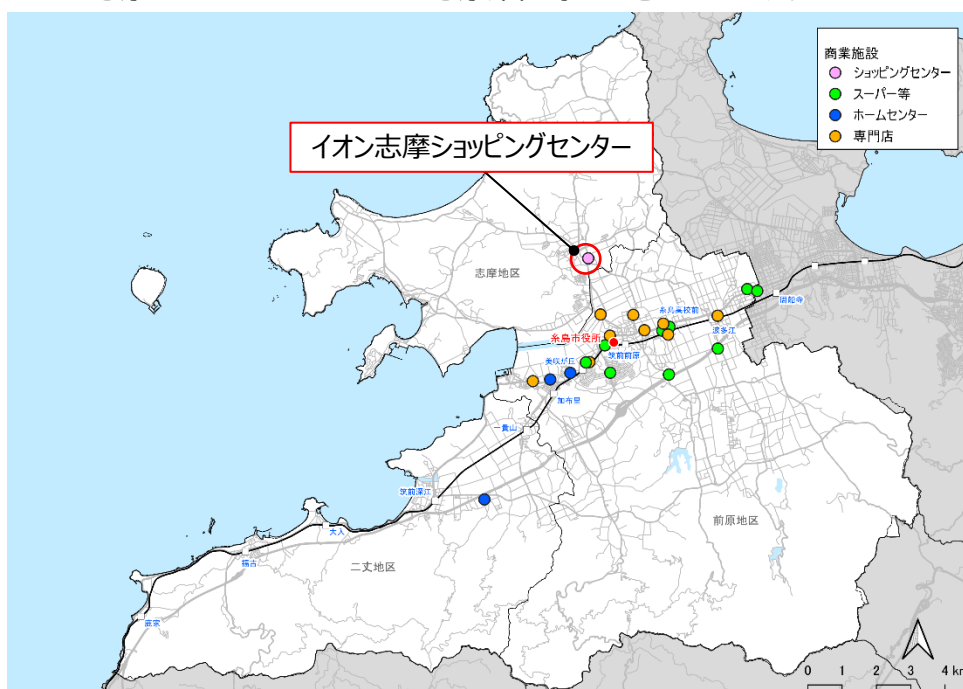 商業施設
ショッピングセンター
スーパー等
ホームセンター
専門店
イオン志摩ショッピングセンター
志摩地区
周船寺
糸島高校前
波多江
糸島市役所
筑前前原
美咲が丘
加布里
一貴山
筑前深江
前原地区
大入
福吉
二丈地区
鹿家
0 1 2 3 4 km